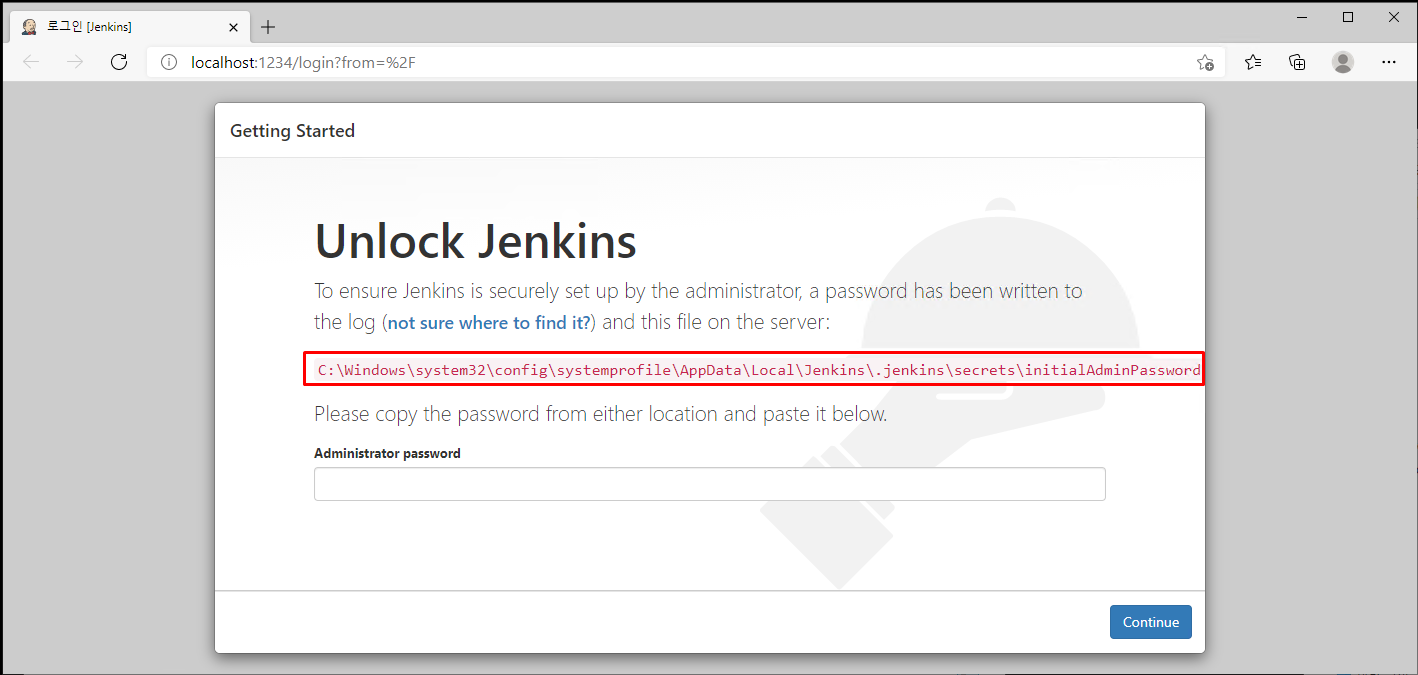 로그인 [Jenkins]
localhost:1234/login?from=%2F
Getting Started
Unlock Jenkins
To ensure Jenkins is securely set up by the administrator, a password has been written to
the log (not sure where to find it?) and this file on the server:
C:\Windows\system32\config\systemprofile\AppData\Local\Jenkins\.jenkins\secrets\initialAdminPassword
Please copy the password from either location and paste it below.
Administrator password
Continue